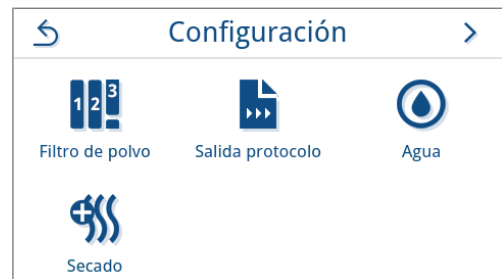 Configuración
1 2 3
Filtro de polvo
Salida protocolo
Agua
Secado